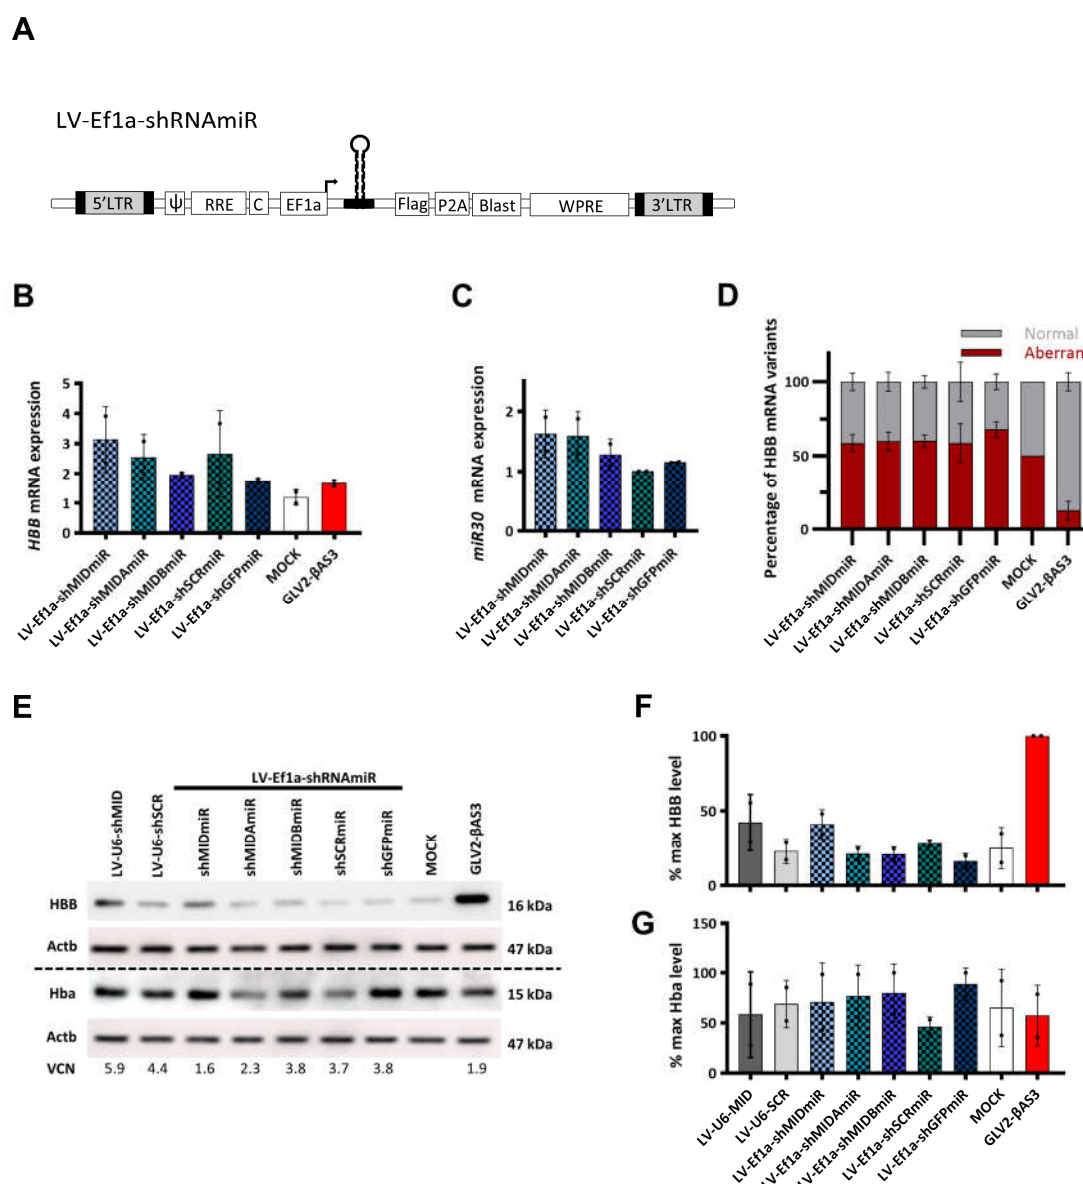 A
LV-Ef1a-shRNAmiR
5'LTR ψ RRE C EF1a Flag P2A Blast WPRE 3'LTR
B
HBB mRNA expression
5
4
3
2
1
0
LV-Ef1a-shMIDmiR
LV-Ef1a-shMIDAmiR
LV-Ef1a-shMIDBmiR
LV-Ef1a-shSCRmiR
LV-Ef1a-shGFPmiR
MOCK
GLV2-βAS3
C
miR30 mRNA expression
2
1
0
LV-Ef1a-shMIDmiR
LV-Ef1a-shMIDAmiR
LV-Ef1a-shMIDBmiR
LV-Ef1a-shSCRmiR
LV-Ef1a-shGFPmiR
D
Percentage of HBB mRNA variants
Normal
Aberran
100
50
0
LV-Ef1a-shMIDmiR
LV-Ef1a-shMIDAmiR
LV-Ef1a-shMIDBmiR
LV-Ef1a-shSCRmiR
LV-Ef1a-shGFPmiR
MOCK
GLV2-βAS3
E
LV-Ef1a-shRNAmiR
LV-U6-shMID
LV-U6-shSCR
shMIDmiR
shMIDAmiR
shMIDBmiR
shSCRmiR
shGFPmiR
MOCK
GLV2-βAS3
HBB 16 kDa
Actb 47 kDa
Hba 15 kDa
Actb 47 kDa
VCN 5.9 4.4 1.6 2.3 3.8 3.7 3.8 1.9
F
% max HBB level
100
50
0
G
% max Hba level
150
100
50
0
LV-U6-MID
LV-U6-SCR
LV-Ef1a-shMIDmiR
LV-Ef1a-shMIDAmiR
LV-Ef1a-shMIDBmiR
LV-Ef1a-shSCRmiR
LV-Ef1a-shGFPmiR
MOCK
GLV2-βAS3